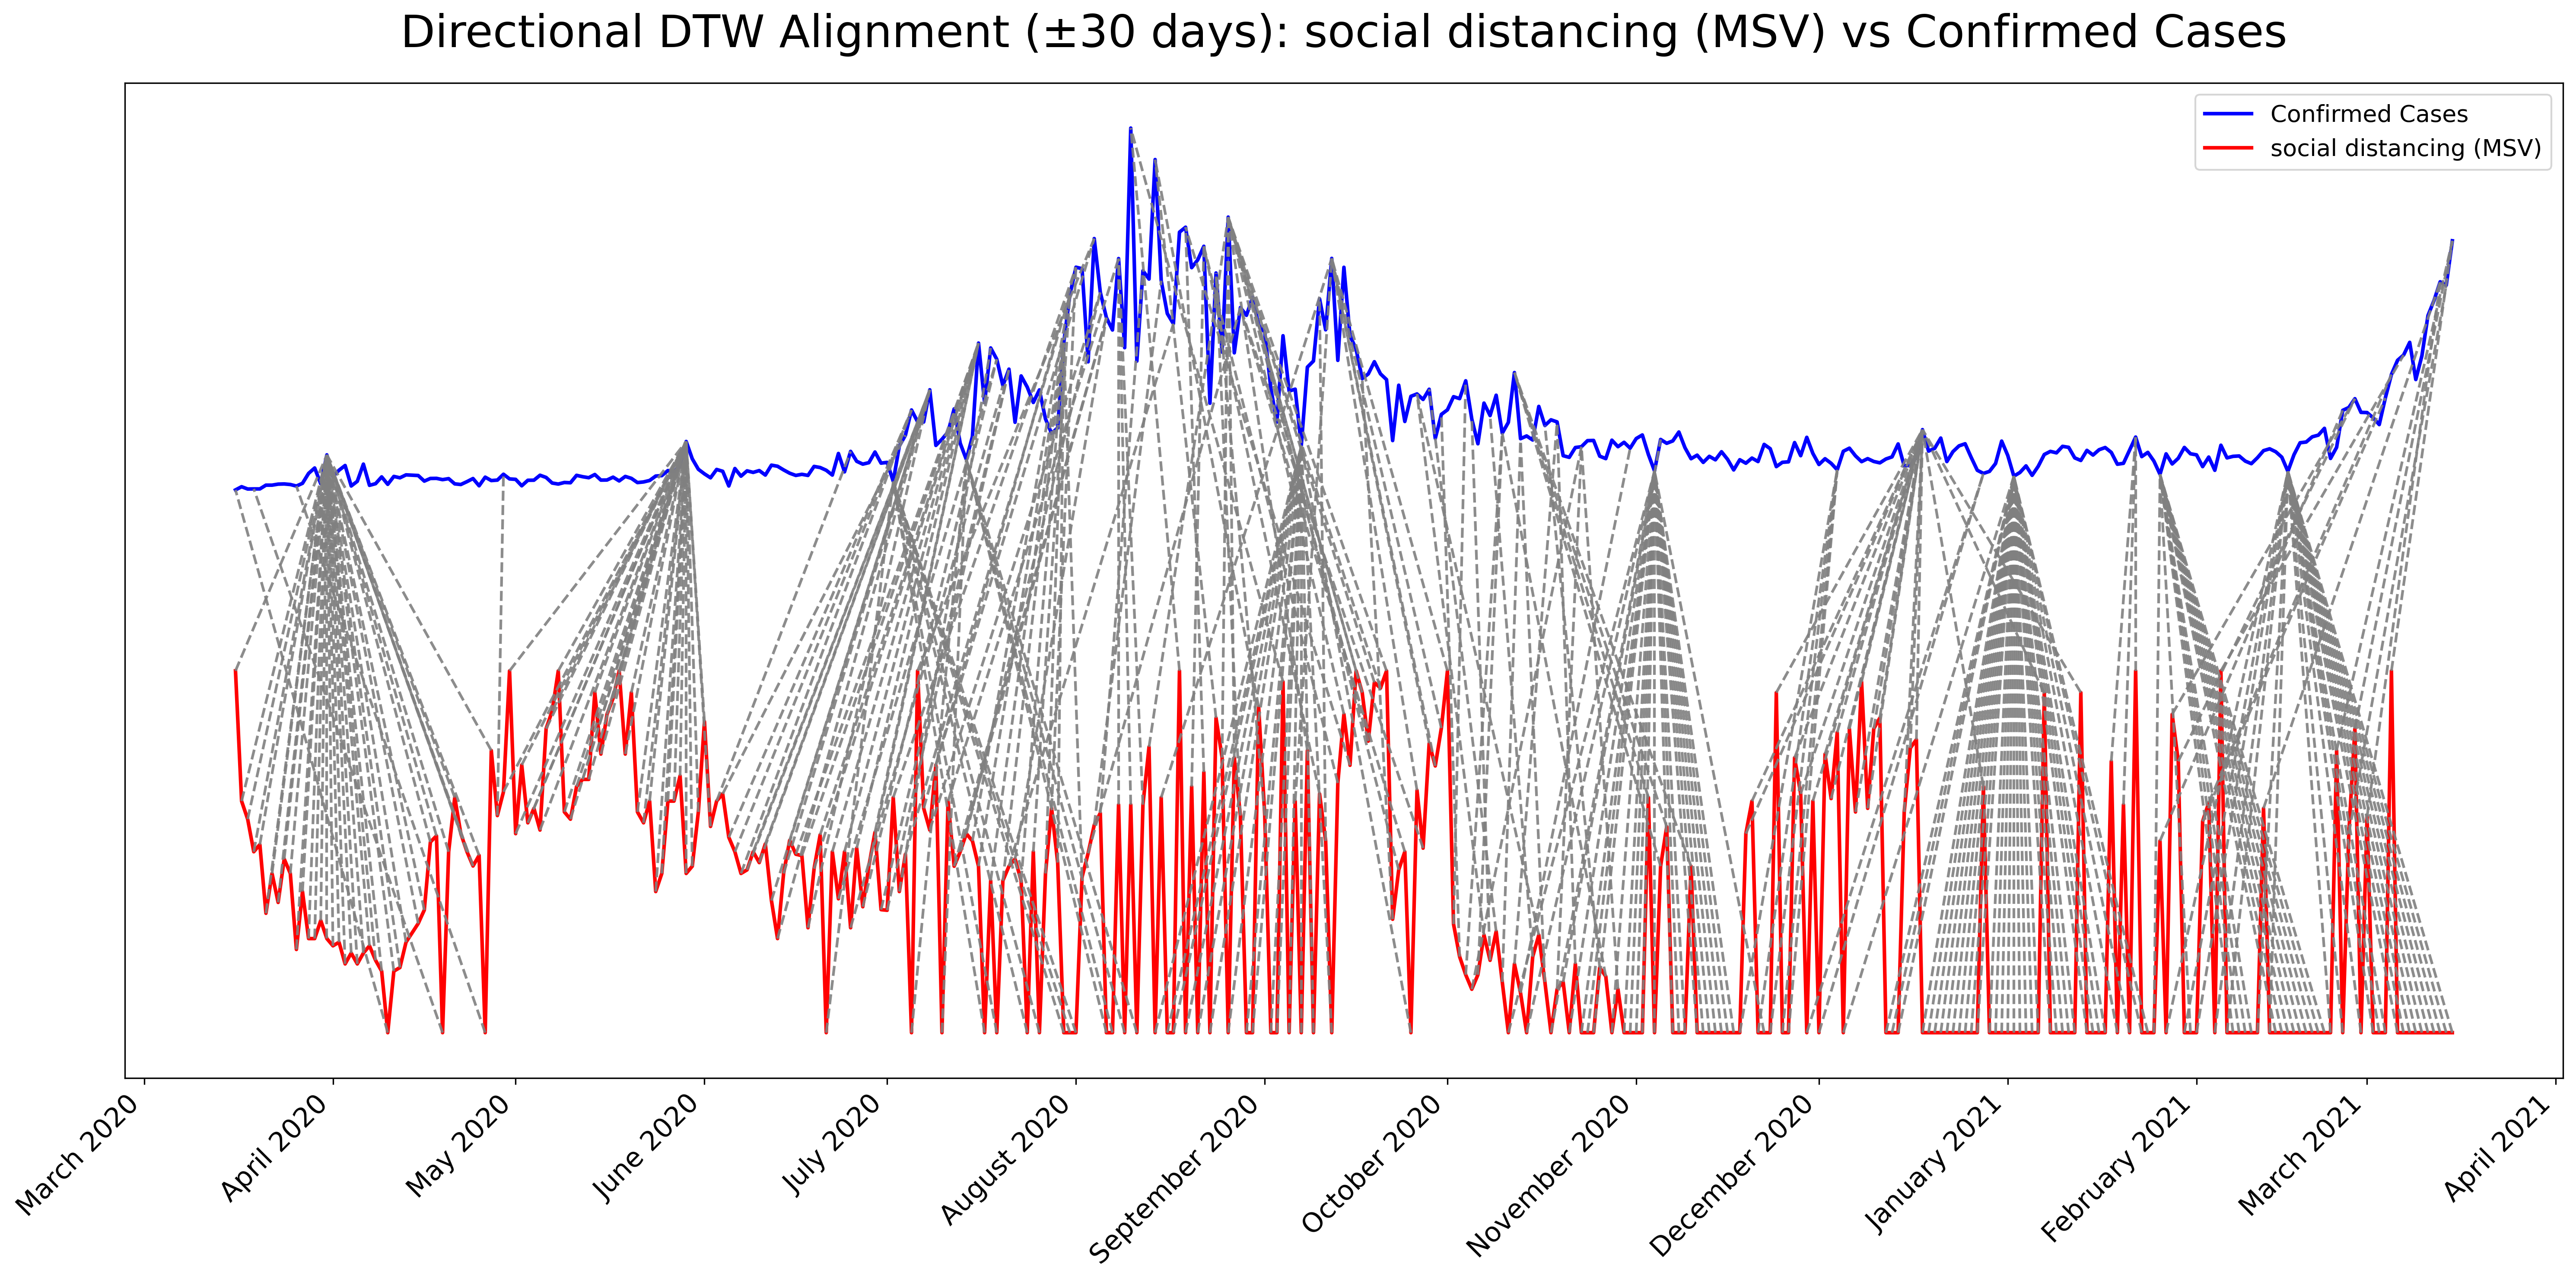 Directional DTW Alignment (±30 days): social distancing (MSV) vs Confirmed Cases
Confirmed Cases
social distancing (MSV)
March 2020
April 2020
May 2020
June 2020
July 2020
August 2020
September 2020
October 2020
November 2020
December 2020
January 2021
February 2021
March 2021
April 2021